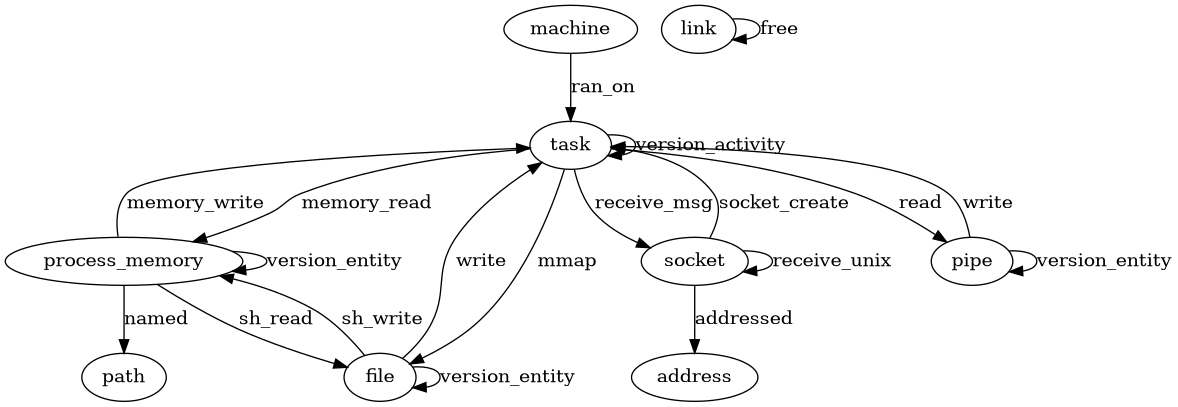 machine
link
free
ran_on
task
version_activity
memory_write
memory_read
receive_msg
socket_create
read
write
process_memory
version_entity
write
mmap
socket
receive_unix
pipe
version_entity
named
sh_read
sh_write
addressed
path
file
version_entity
address